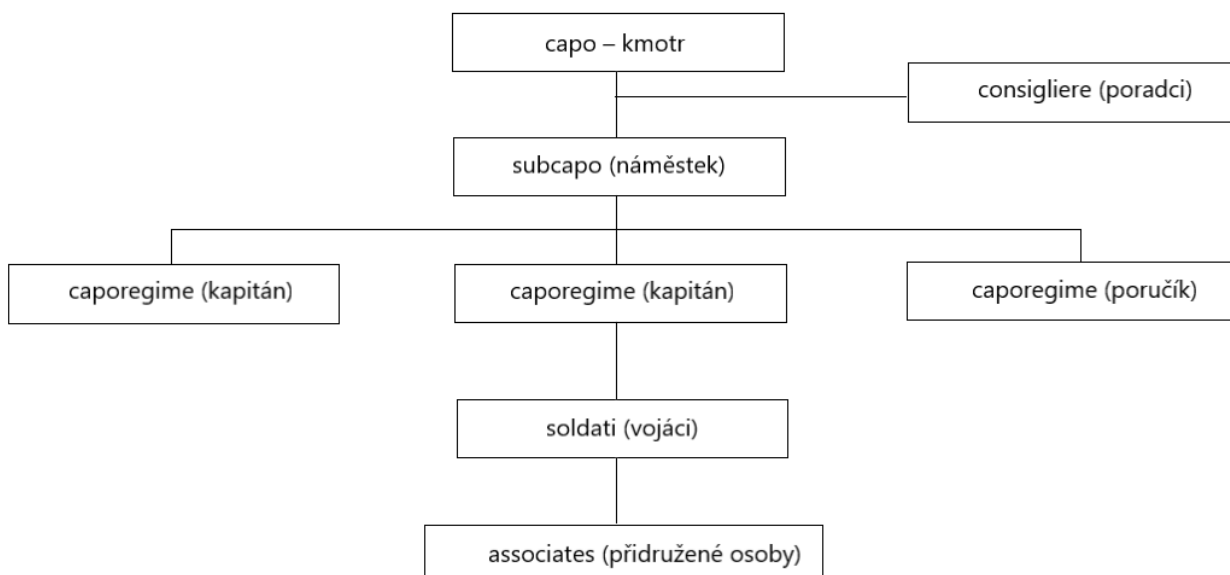 capo – kmotr
consigliere (poradci)
subcapo (náměstek)
caporegime (kapitán)
caporegime (kapitán)
caporegime (poručík)
soldati (vojáci)
associates (přidružené osoby)